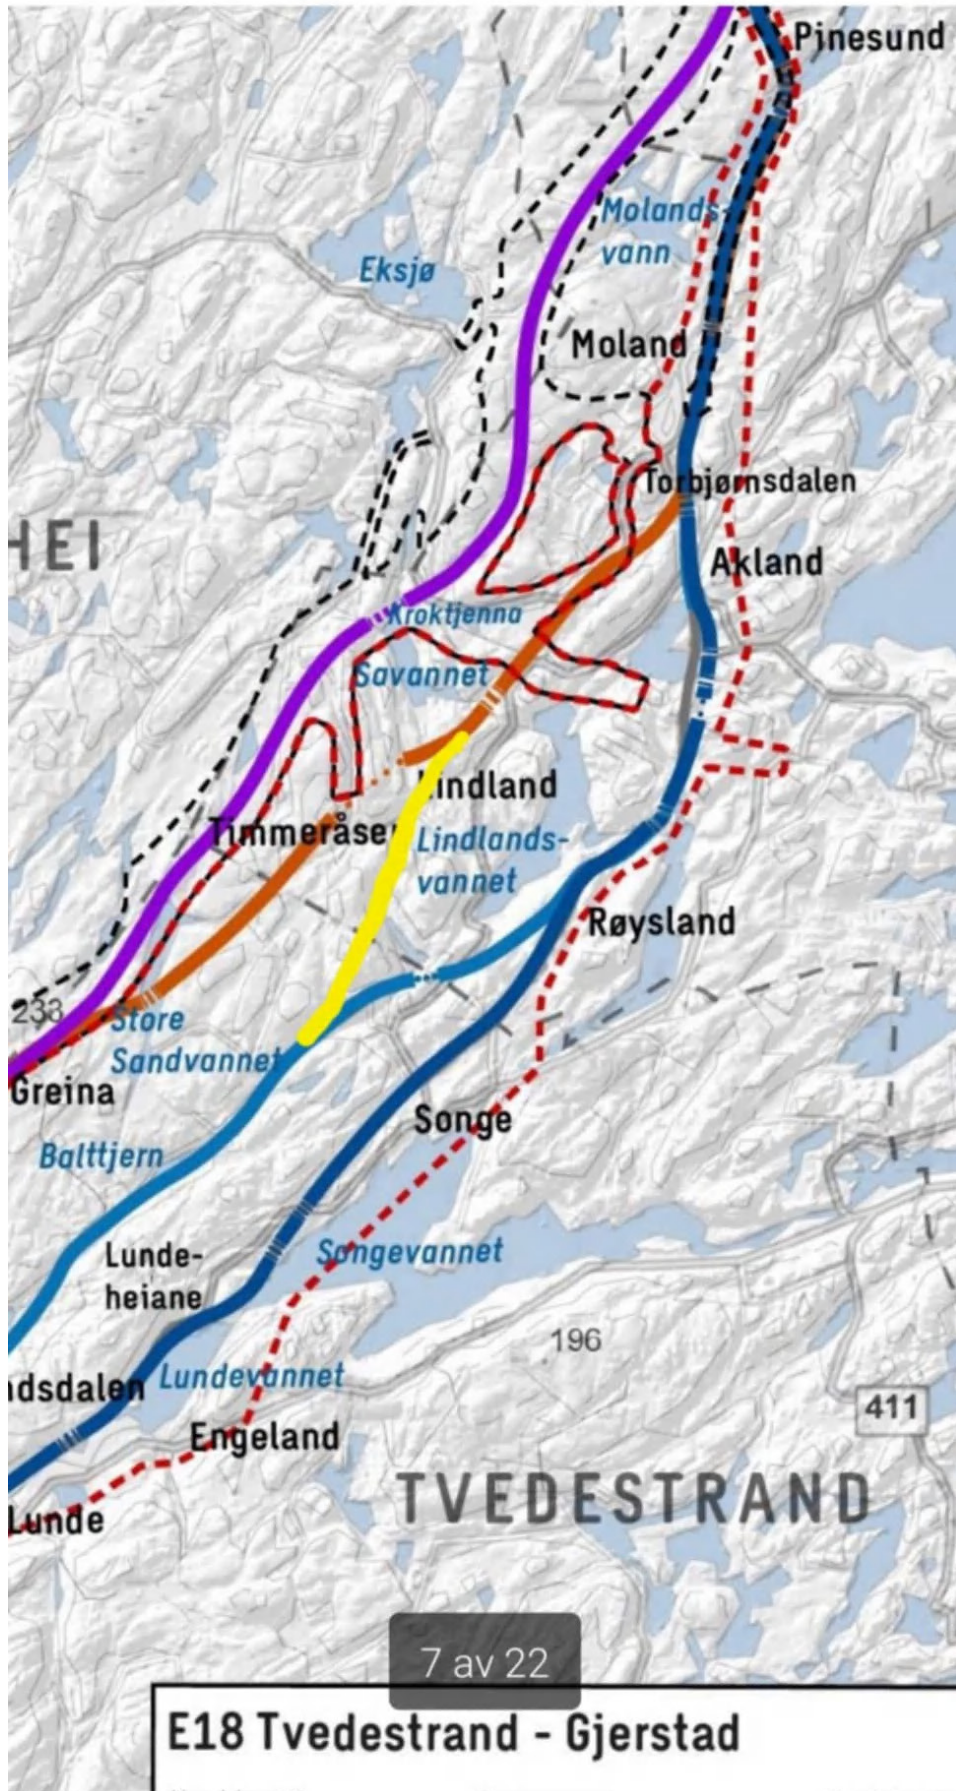 Pinesund
Molands-
vann
Eksjø
Moland
Torbjørnsdalen
HEI
Akland
Kroktjenna
Savannet
Lindland
Timmeråsen
Lindlands-
vannet
Røysland
233
Store
Sandvannet
Greina
Songe
Balttjern
Lunde-
heiane
Songevannet
196
ndsdalen
Lundevannet
411
Engeland
TVEDESTRAND
Lunde
7 av 22
E18 Tvedestrand - Gjerstad